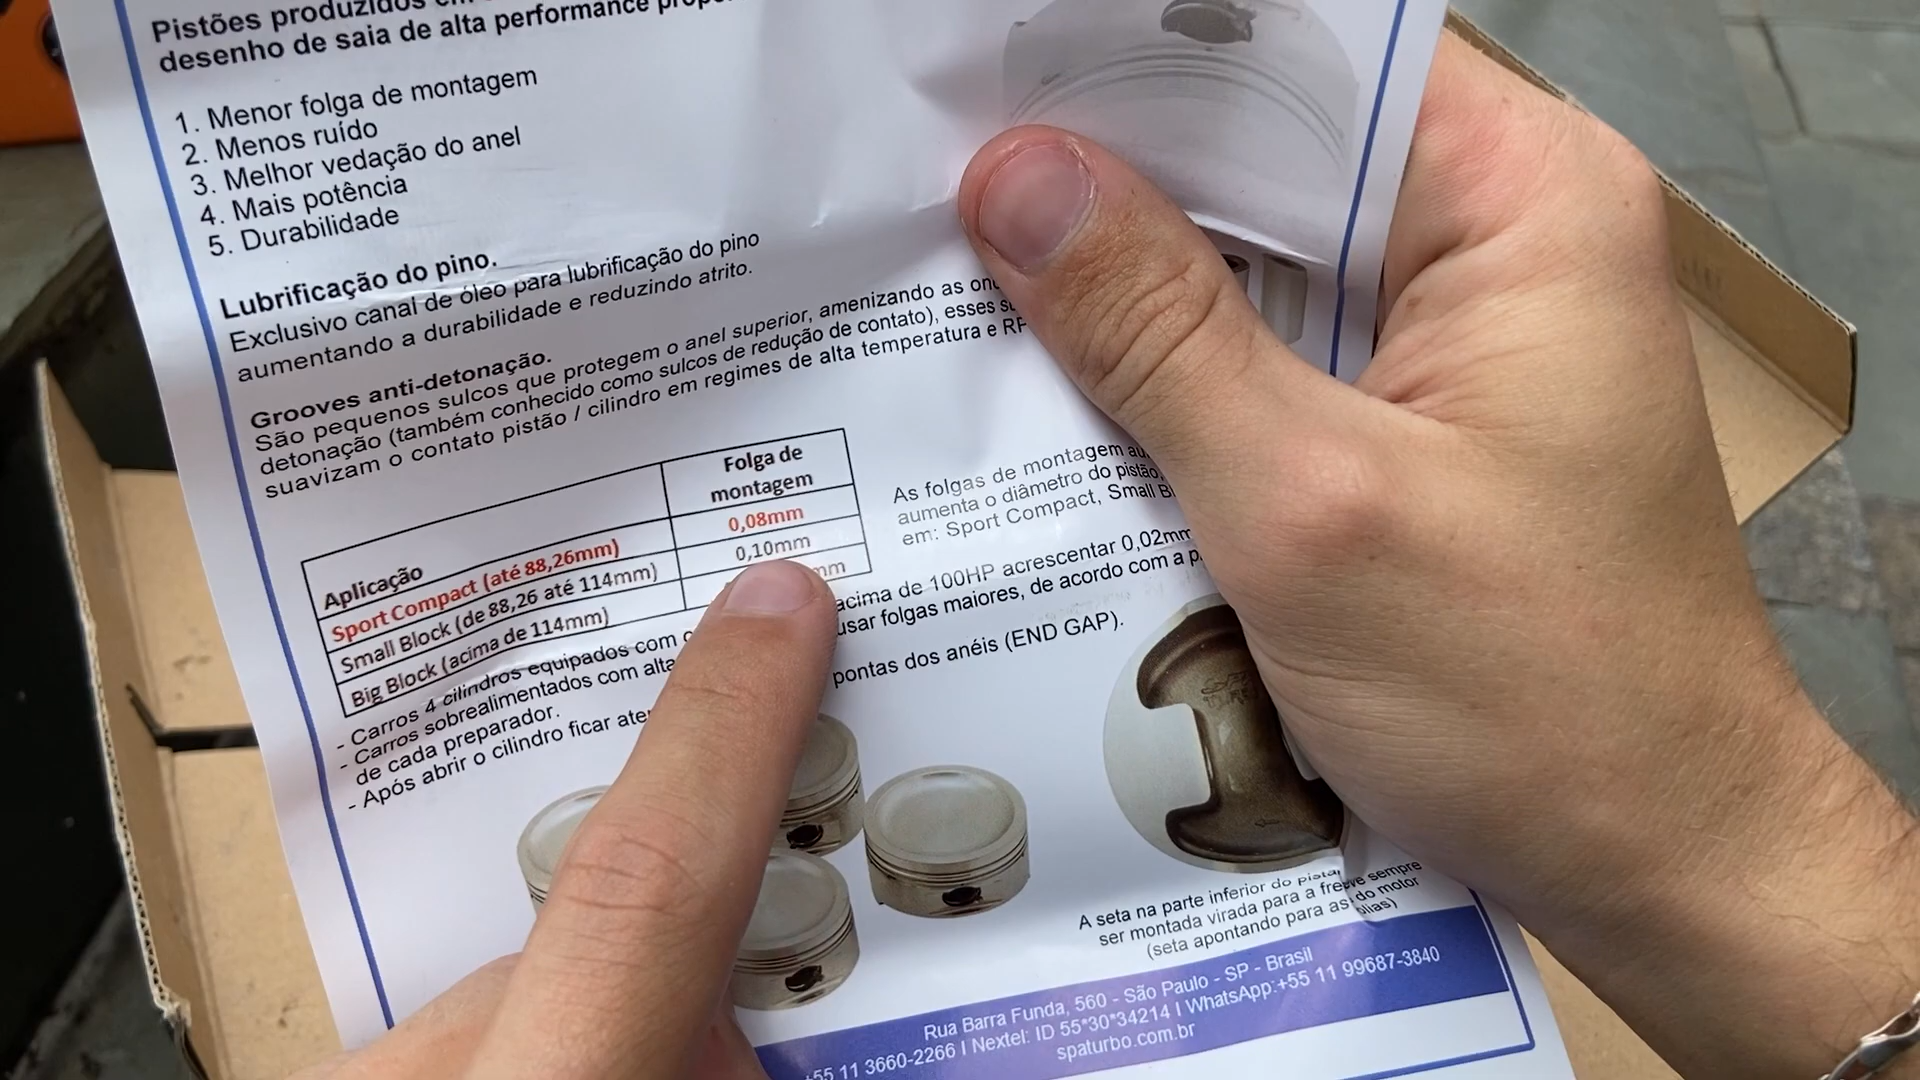 Pistões produzidos
desenho de saia de alta performance
1. Menor folga de montagem
2. Menos ruído
3. Melhor vedação do anel
4. Mais potência
5. Durabilidade
Lubrificação do pino.
Exclusivo canal de óleo para lubrificação do pino
aumentando a durabilidade e reduzindo atrito.
Grooves anti-detonação.
São pequenos sulcos que protegem o anel superior, amenizando as
detonação (também conhecido como sulcos de redução de contato), esses
suavizam o contato pistão / cilindro em regimes de alta temperatura e
Aplicação
Folga de
montagem
Sport Compact (até 88,26mm)
0,08mm
Small Block (de 88,26 até 114mm)
0,10mm
Big Block (acima de 114mm)
mm
As folgas de montagem
aumenta o diâmetro do pistão,
em: Sport Compact, Small
- Carros 4 cilindros equipados com acima de 100HP acrescentar 0,02mm
- Carros sobrealimentados com alta usar folgas maiores, de acordo com a
de cada preparador.
- Após abrir o cilindro ficar pontas dos anéis (END GAP).
A seta na parte inferior do sempre
ser montada virada para a do motor
(seta apontando para as
Rua Barra Funda, 560 - São Paulo - SP - Brasil
55 11 3660-2266 I Nextel: ID 55*30*34214 I WhatsApp:+55 11 99687-3840
spaturbo.com.br